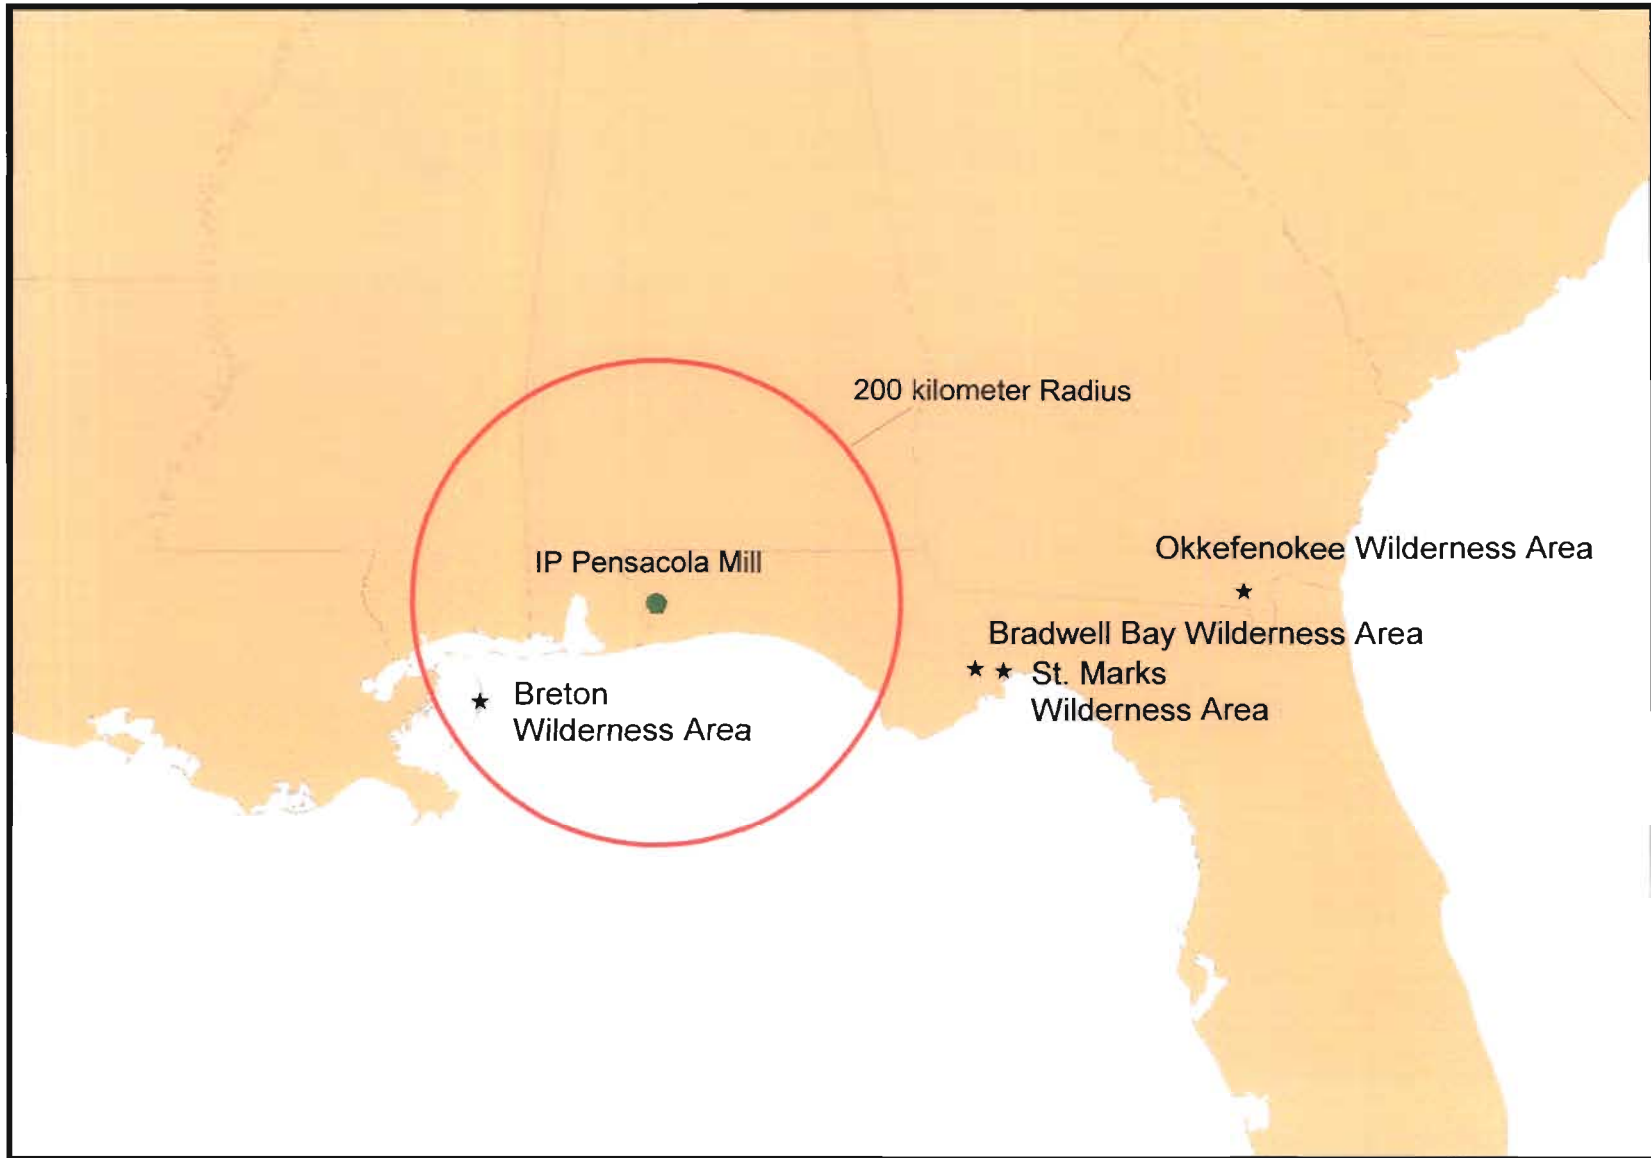 200 kilometer Radius
IP Pensacola Mill
Okkefenokee Wilderness Area
Bradwell Bay Wilderness Area
St. Marks
Wilderness Area
Breton
Wilderness Area